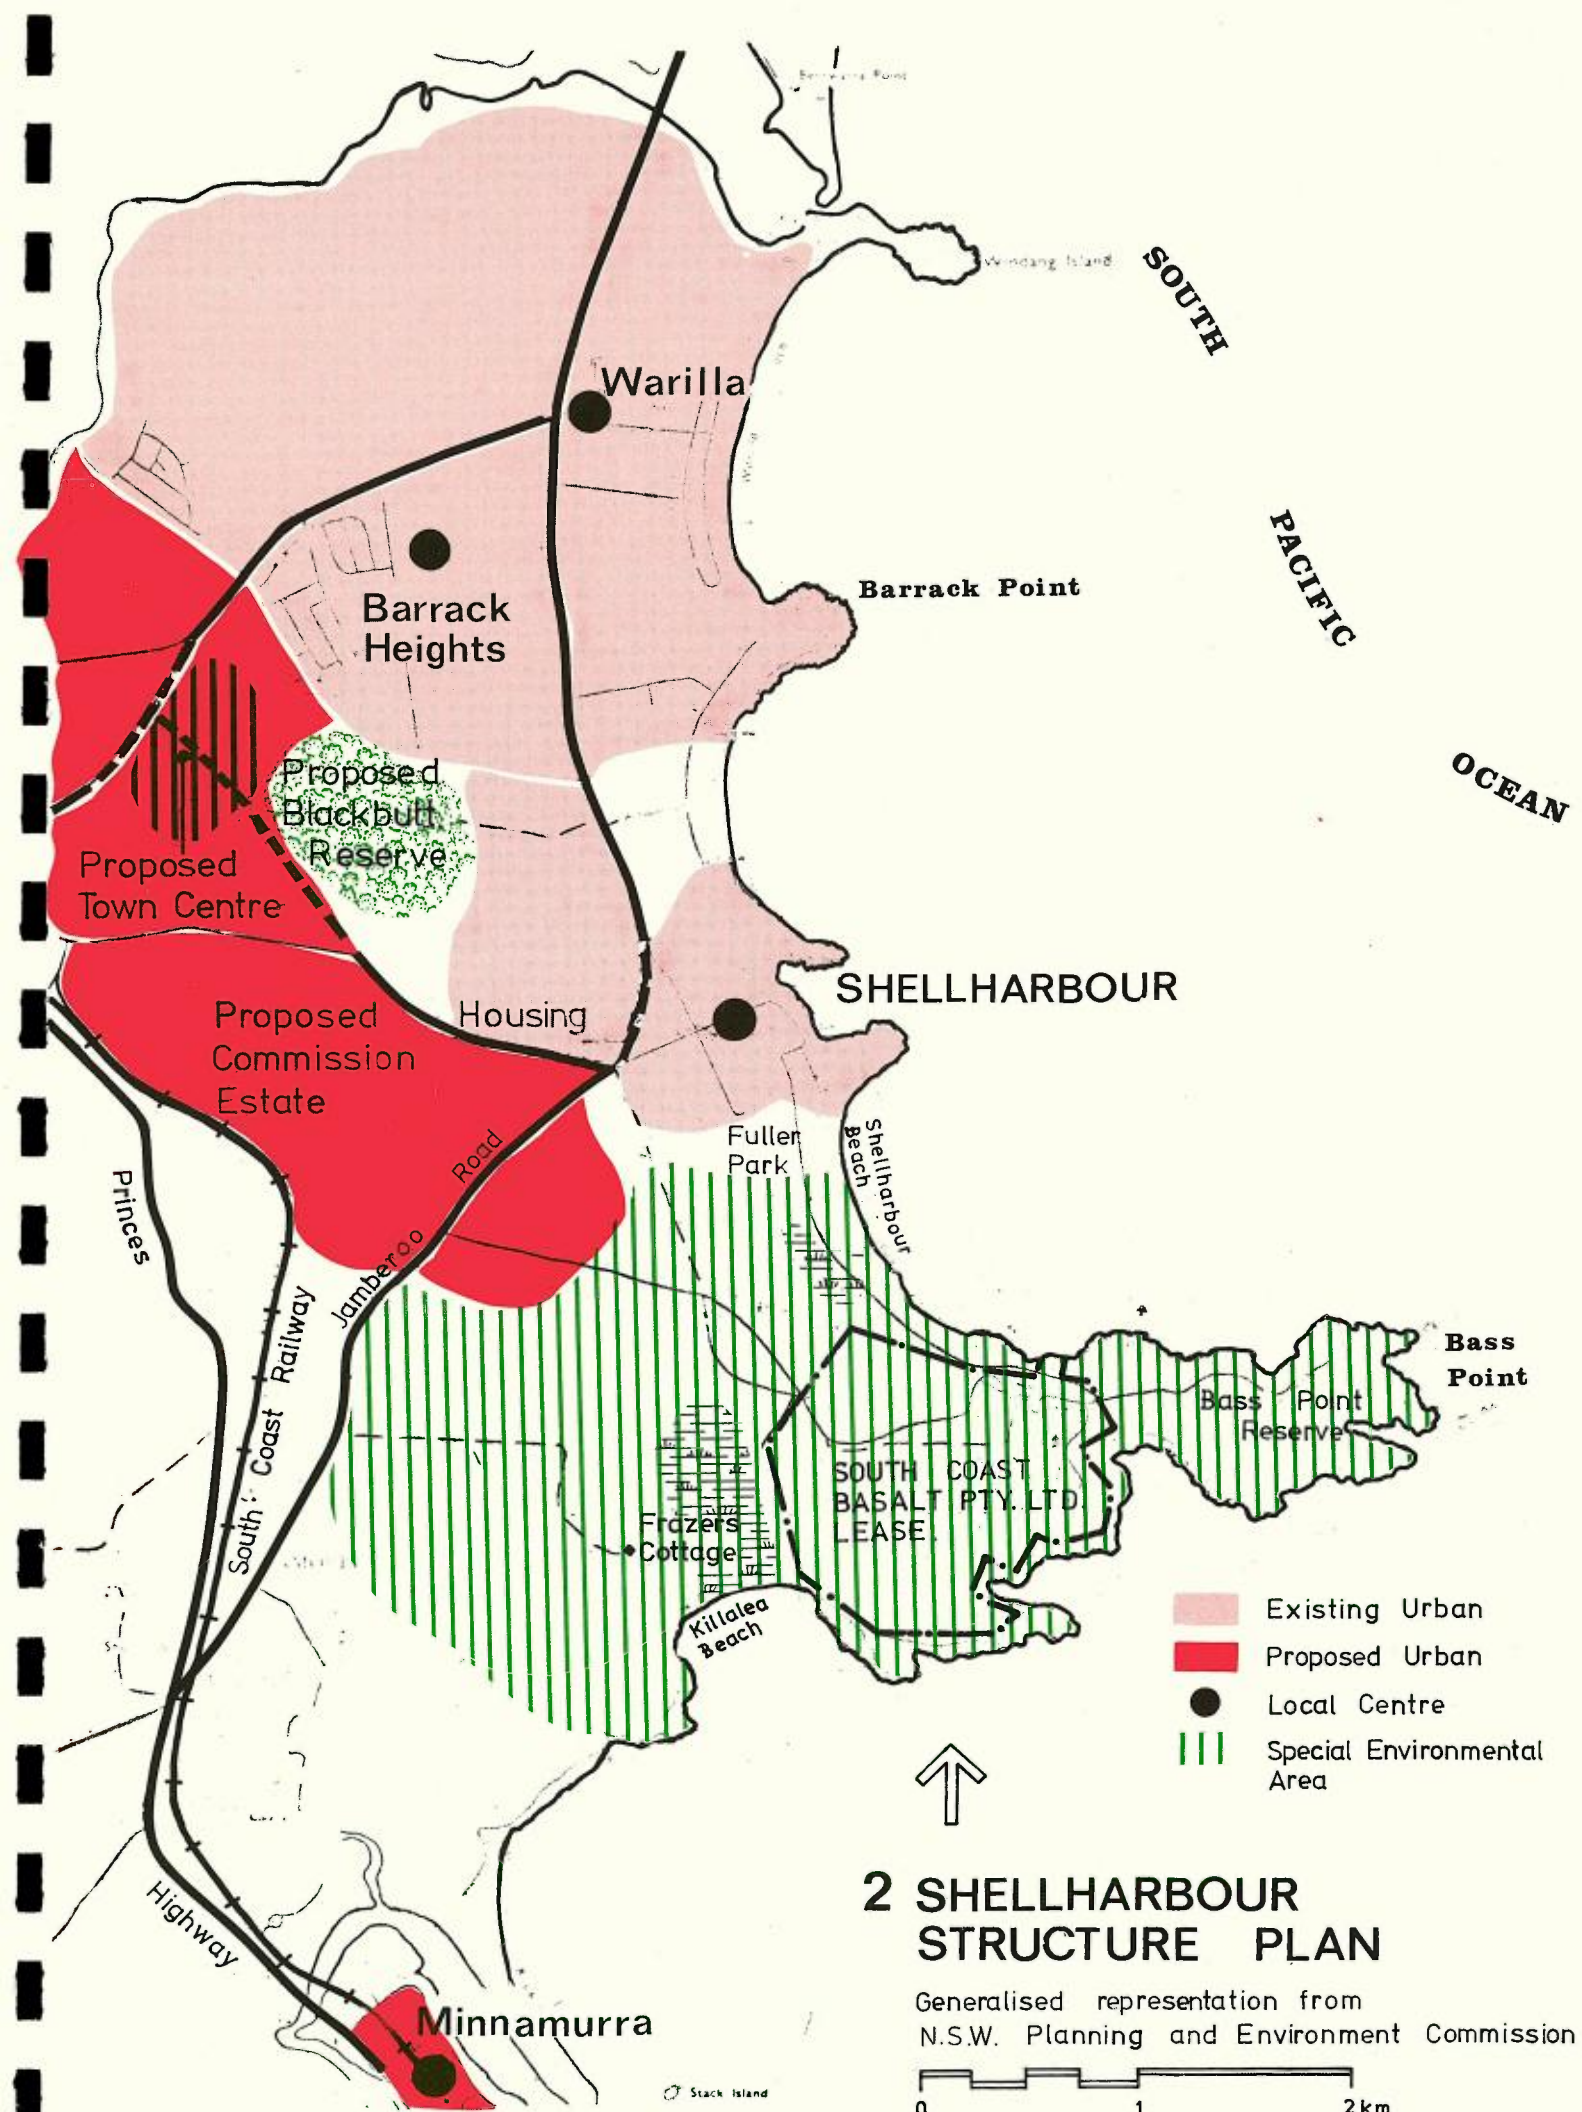 Windang Island
SOUTH
PACIFIC
OCEAN
Warilla
Barrack Point
Barrack
Heights
Proposed
Blackbutt
Reserve
Proposed
Town Centre
SHELLHARBOUR
Proposed Housing
Commission
Estate
Fuller
Park
Shellharbour
Beach
Princes
Jamberoo Road
South Coast Railway
Bass
Point
Bass Point
Reserve
SOUTH COAST
BASALT PTY. LTD.
LEASE.
Frazers
Cottage
Killalea
Beach
Existing Urban
Proposed Urban
Local Centre
Special Environmental
Area
Highway
2 SHELLHARBOUR
STRUCTURE PLAN
Generalised representation from
N.S.W. Planning and Environment Commission
Minnamurra
Stack Island
0 1 2km